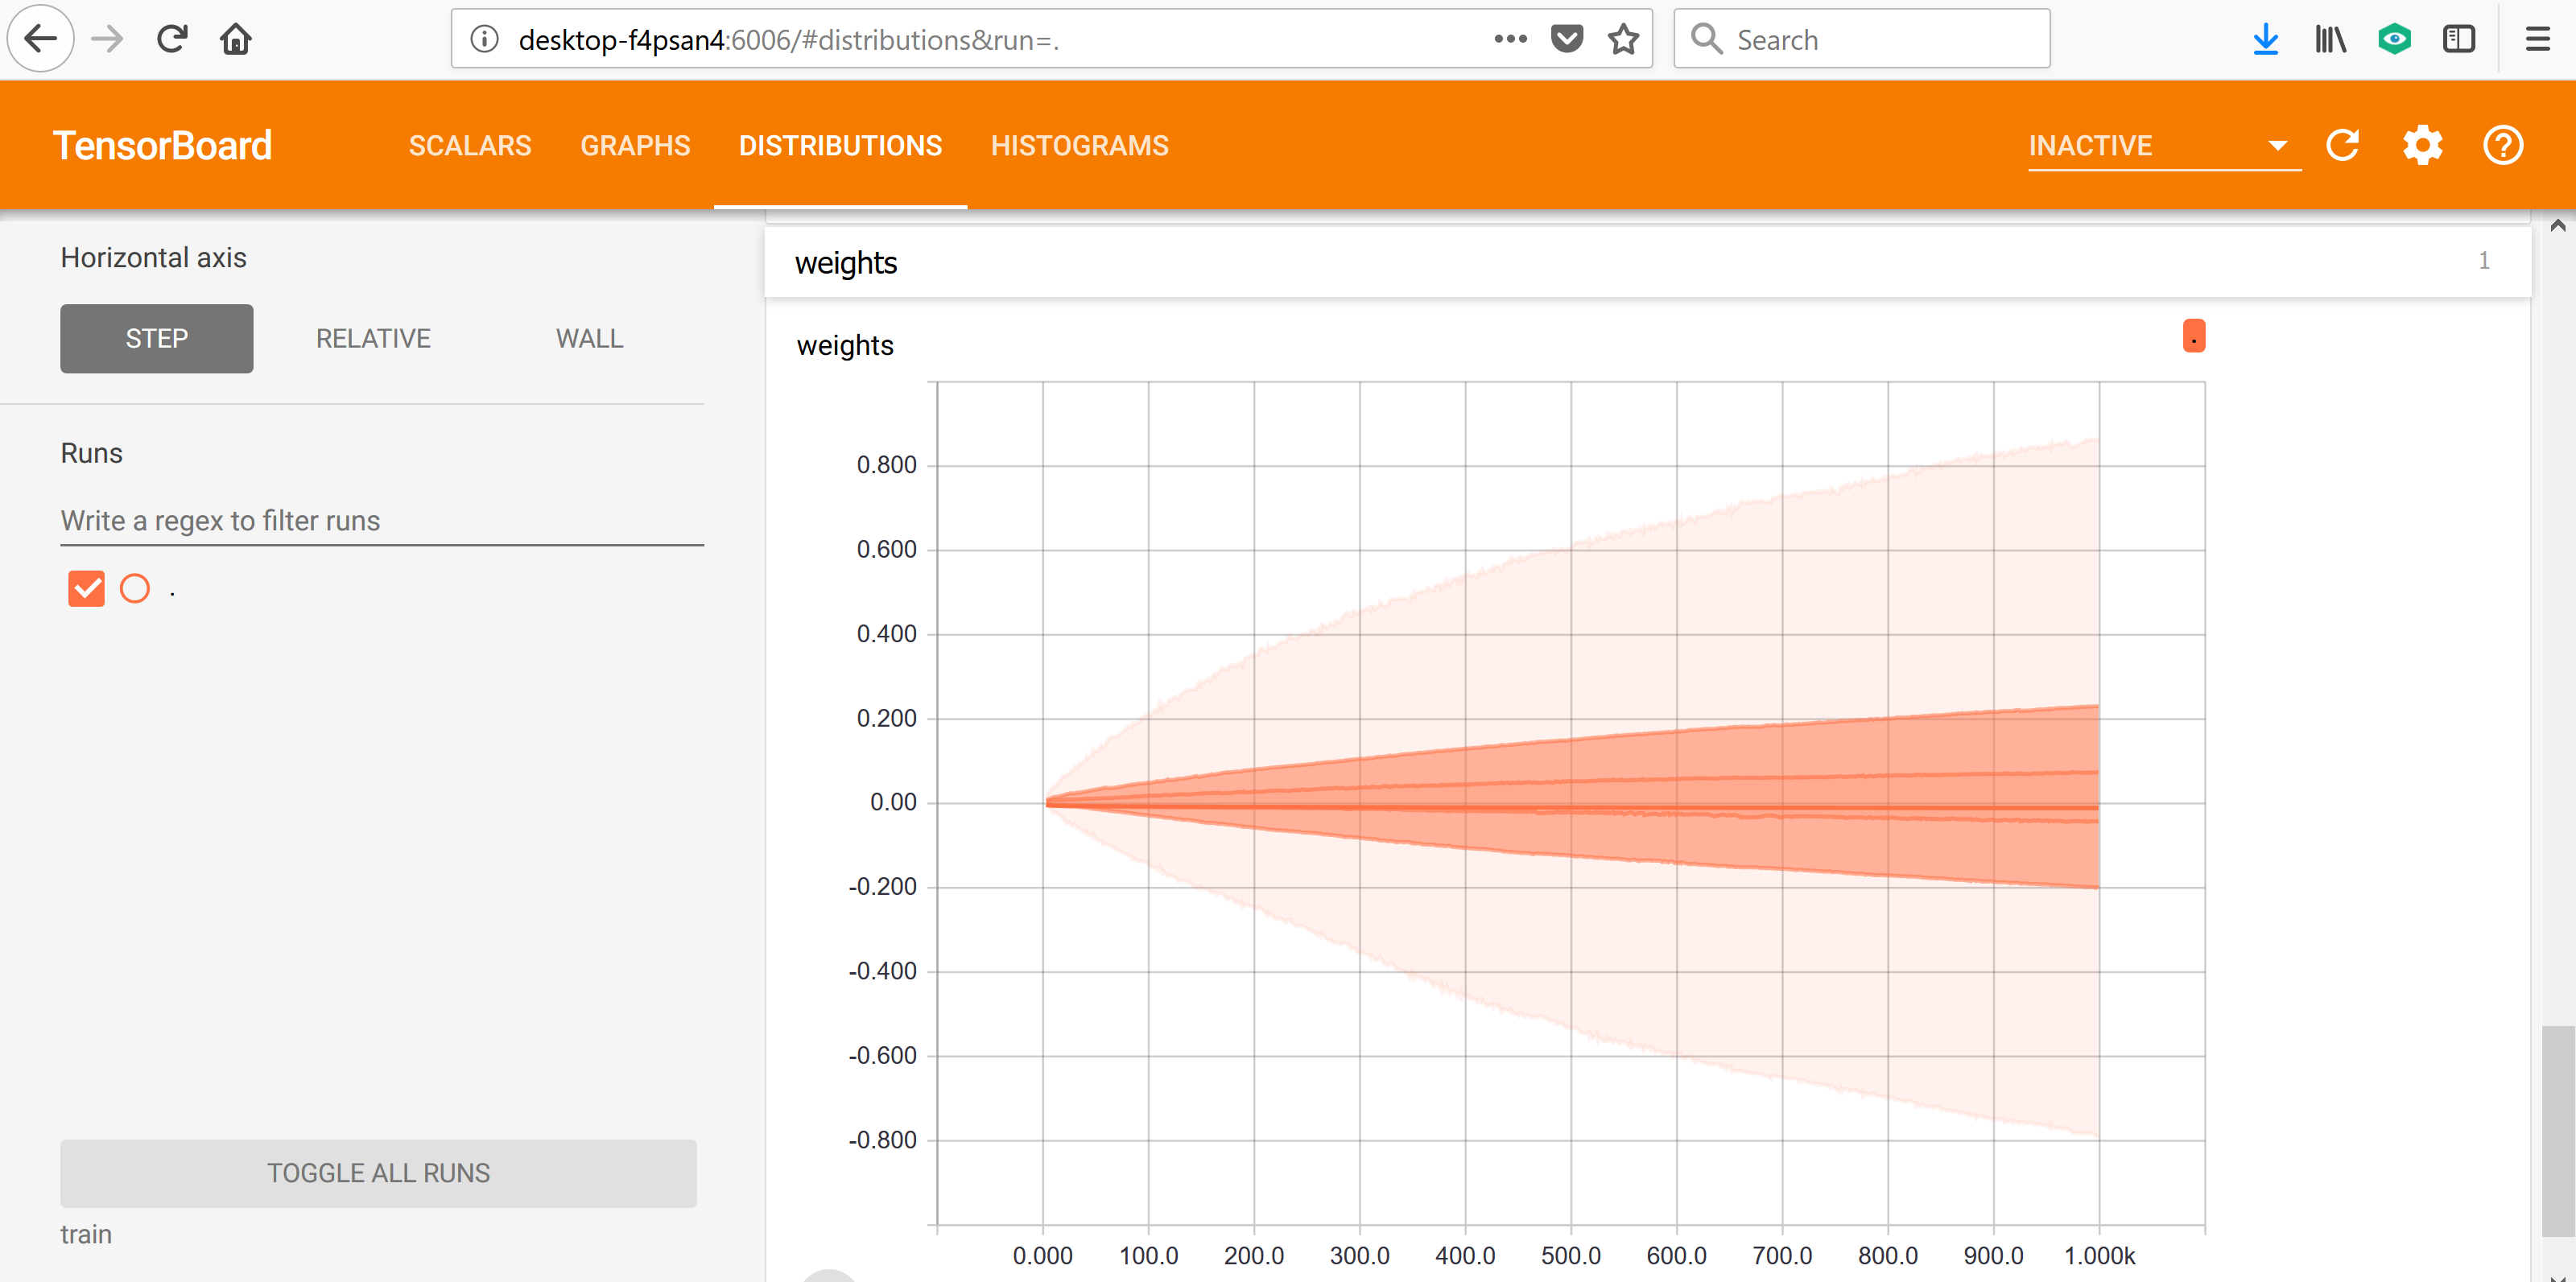 desktop-f4psan4:6006/#distributions&run=.
Search
TensorBoard
SCALARS GRAPHS DISTRIBUTIONS HISTOGRAMS
INACTIVE
Horizontal axis
STEP RELATIVE WALL
Runs
Write a regex to filter runs
.
TOGGLE ALL RUNS
train
weights
1
weights
.
0.800
0.600
0.400
0.200
0.00
-0.200
-0.400
-0.600
-0.800
0.000 100.0 200.0 300.0 400.0 500.0 600.0 700.0 800.0 900.0 1.000k